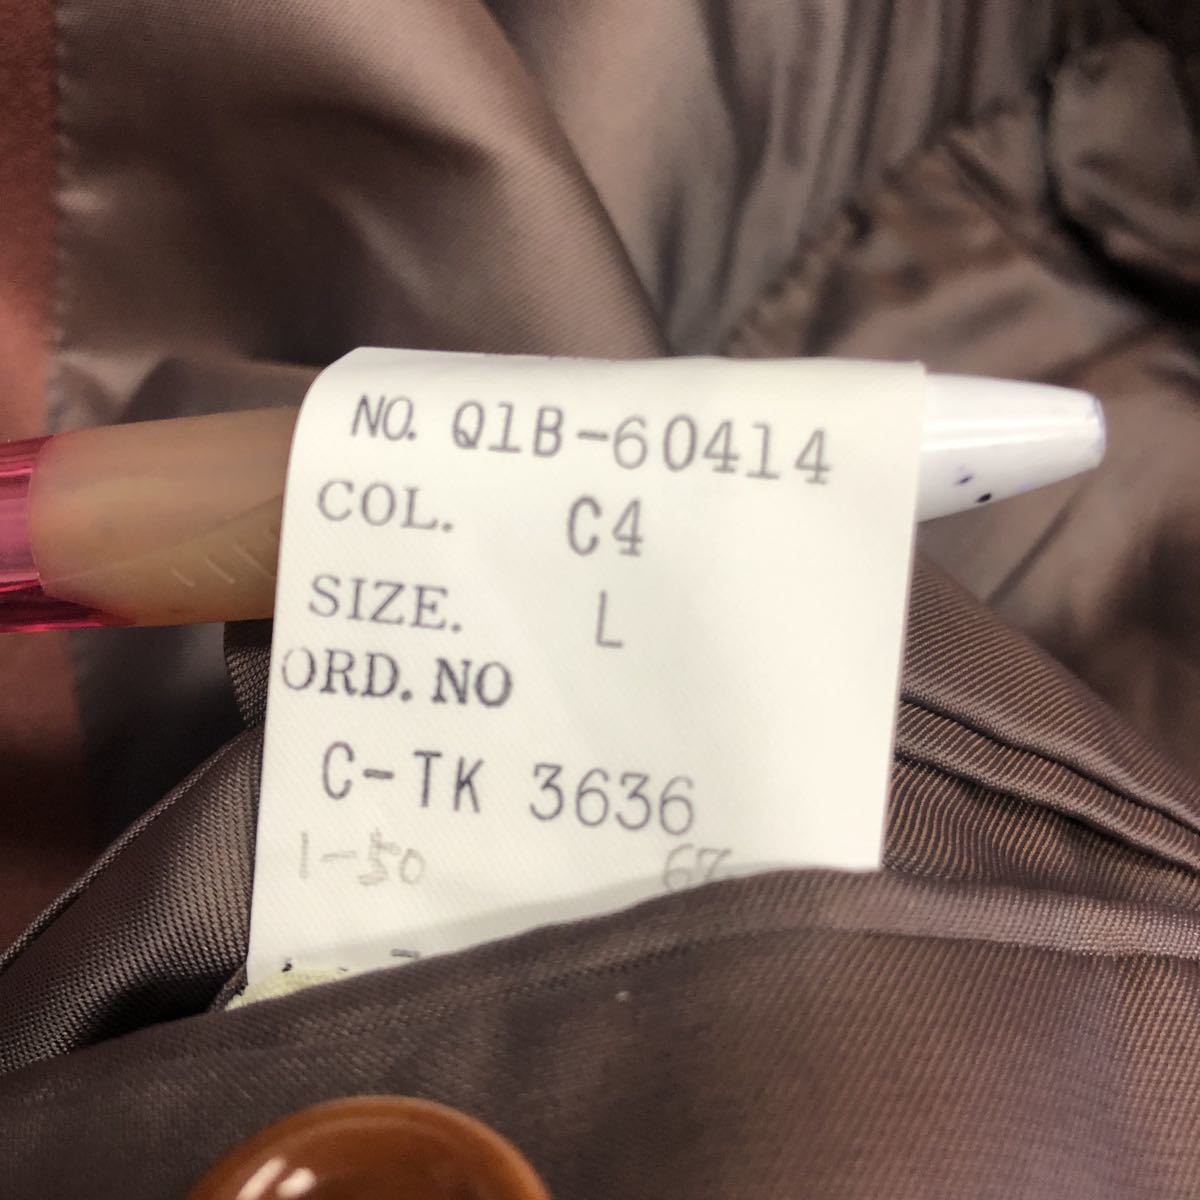 NO. Q1B-60414
COL. C4
SIZE. L
ORD. NO
C-TK 3636
1-50